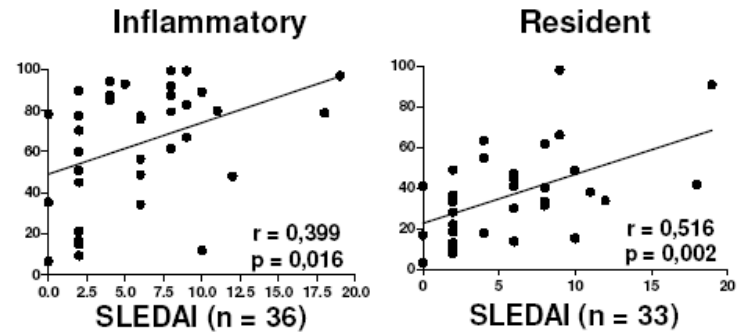 Inflammatory
100
80
60
40
20
0
0.0 2.5 5.0 7.5 10.0 12.5 15.0 17.5 20.0
r = 0,399
p = 0,016
SLEDAI (n = 36)
Resident
100
80
60
40
20
0
0 5 10 15 20
r = 0,516
p = 0,002
SLEDAI (n = 33)